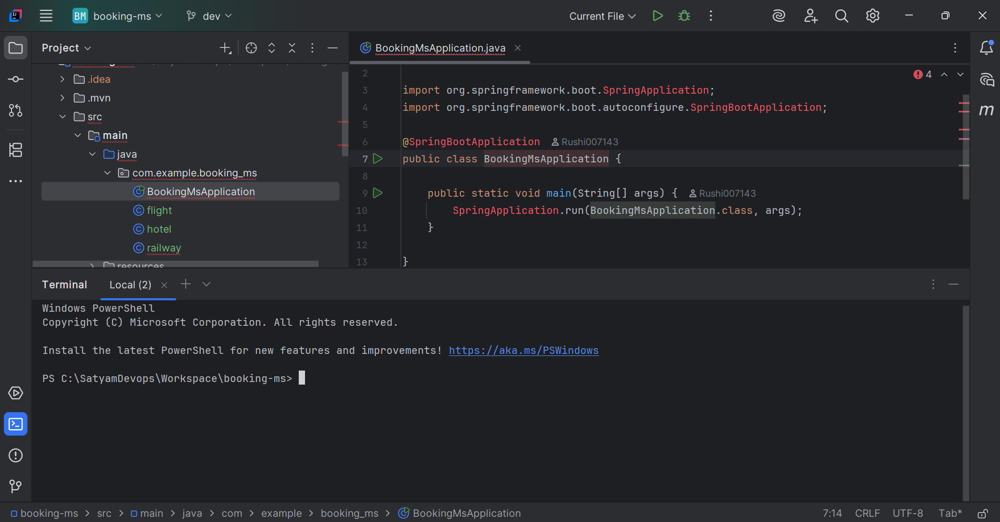 BM booking-ms dev Current File
Project
.idea
.mvn
src
main
java
com.example.booking_ms
BookingMsApplication
flight
hotel
railway
resources
BookingMsApplication.java
4
2
3 import org.springframework.boot.SpringApplication;
4 import org.springframework.boot.autoconfigure.SpringBootApplication;
5
6 @SpringBootApplication Rushi007143
7 public class BookingMsApplication {
8
9 public static void main(String[] args) { Rushi007143
10 SpringApplication.run(BookingMsApplication.class, args);
11 }
12
13 }
m
Terminal Local (2)
Windows PowerShell
Copyright (C) Microsoft Corporation. All rights reserved.
Install the latest PowerShell for new features and improvements! https://aka.ms/PSWindows
PS C:\SatyamDevops\Workspace\booking-ms>
booking-ms > src > main > java > com > example > booking_ms > BookingMsApplication 7:14 CRLF UTF-8 Tab*